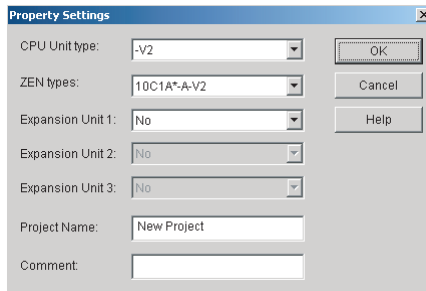 Property Settings
CPU Unit type: -V2 OK
ZEN types: 10C1A*-A-V2 Cancel
Expansion Unit 1: No Help
Expansion Unit 2: No
Expansion Unit 3: No
Project Name: New Project
Comment: